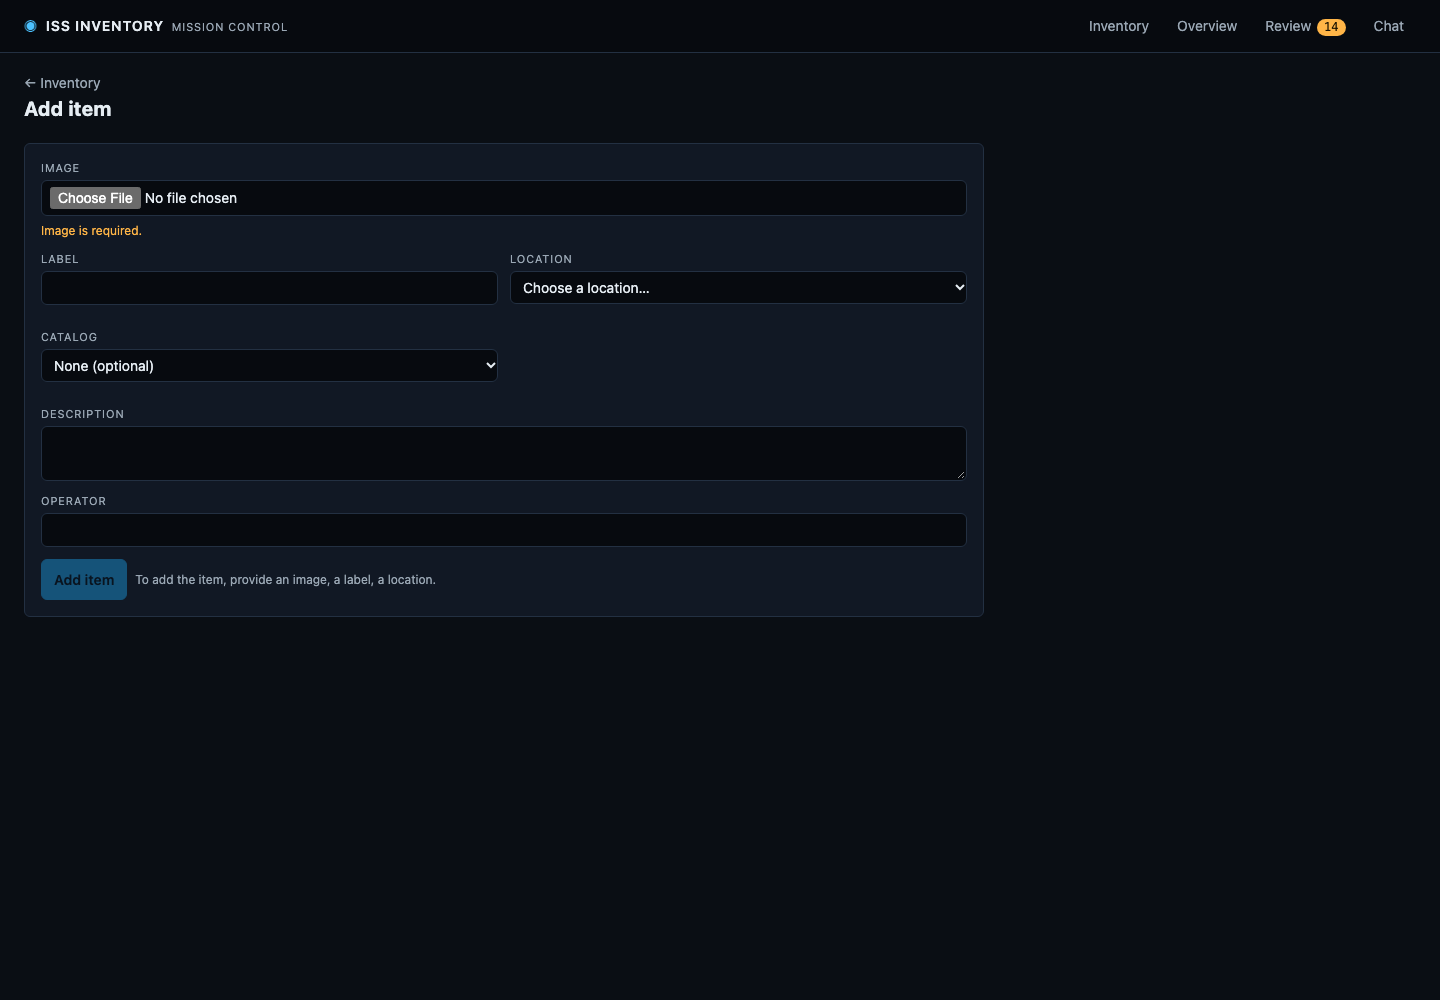 ISS INVENTORY MISSION CONTROL
Inventory
Overview
Review 14
Chat
← Inventory
Add item
IMAGE
Choose File No file chosen
Image is required.
LABEL
LOCATION
Choose a location...
CATALOG
None (optional)
DESCRIPTION
OPERATOR
Add item
To add the item, provide an image, a label, a location.